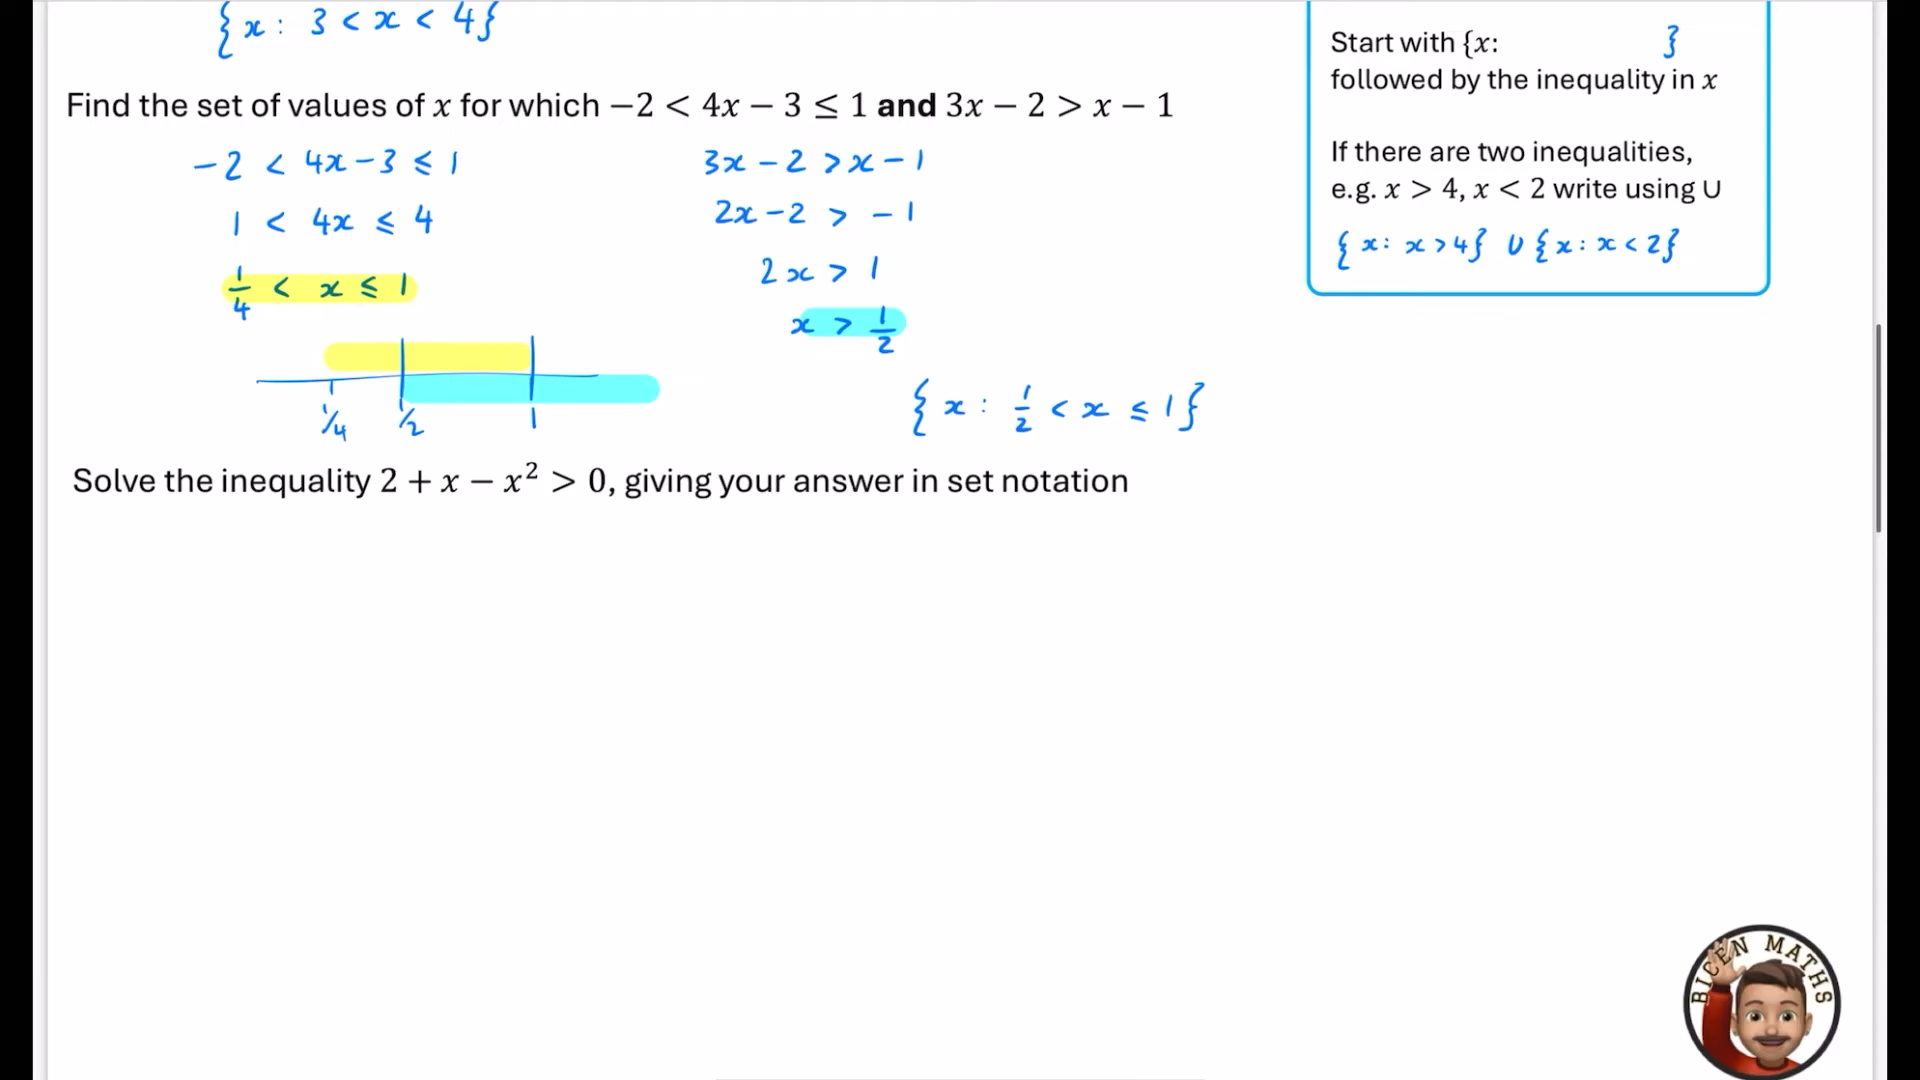 {x: 3 < x < 4}
Find the set of values of x for which −2 < 4x − 3 ≤ 1 and 3x − 2 > x − 1
−2 < 4x−3 ≤ 1
1 < 4x ≤ 4
1/4 < x ≤ 1
1/4 1/2 1
3x − 2 > x − 1
2x − 2 > − 1
2x > 1
x > 1/2
{x: 1/2 < x ≤ 1}
Solve the inequality 2 + x − x² > 0, giving your answer in set notation
Start with {x: }
followed by the inequality in x
If there are two inequalities,
e.g. x > 4, x < 2 write using ∪
{x: x > 4} ∪ {x: x < 2}
BICEN MATHS